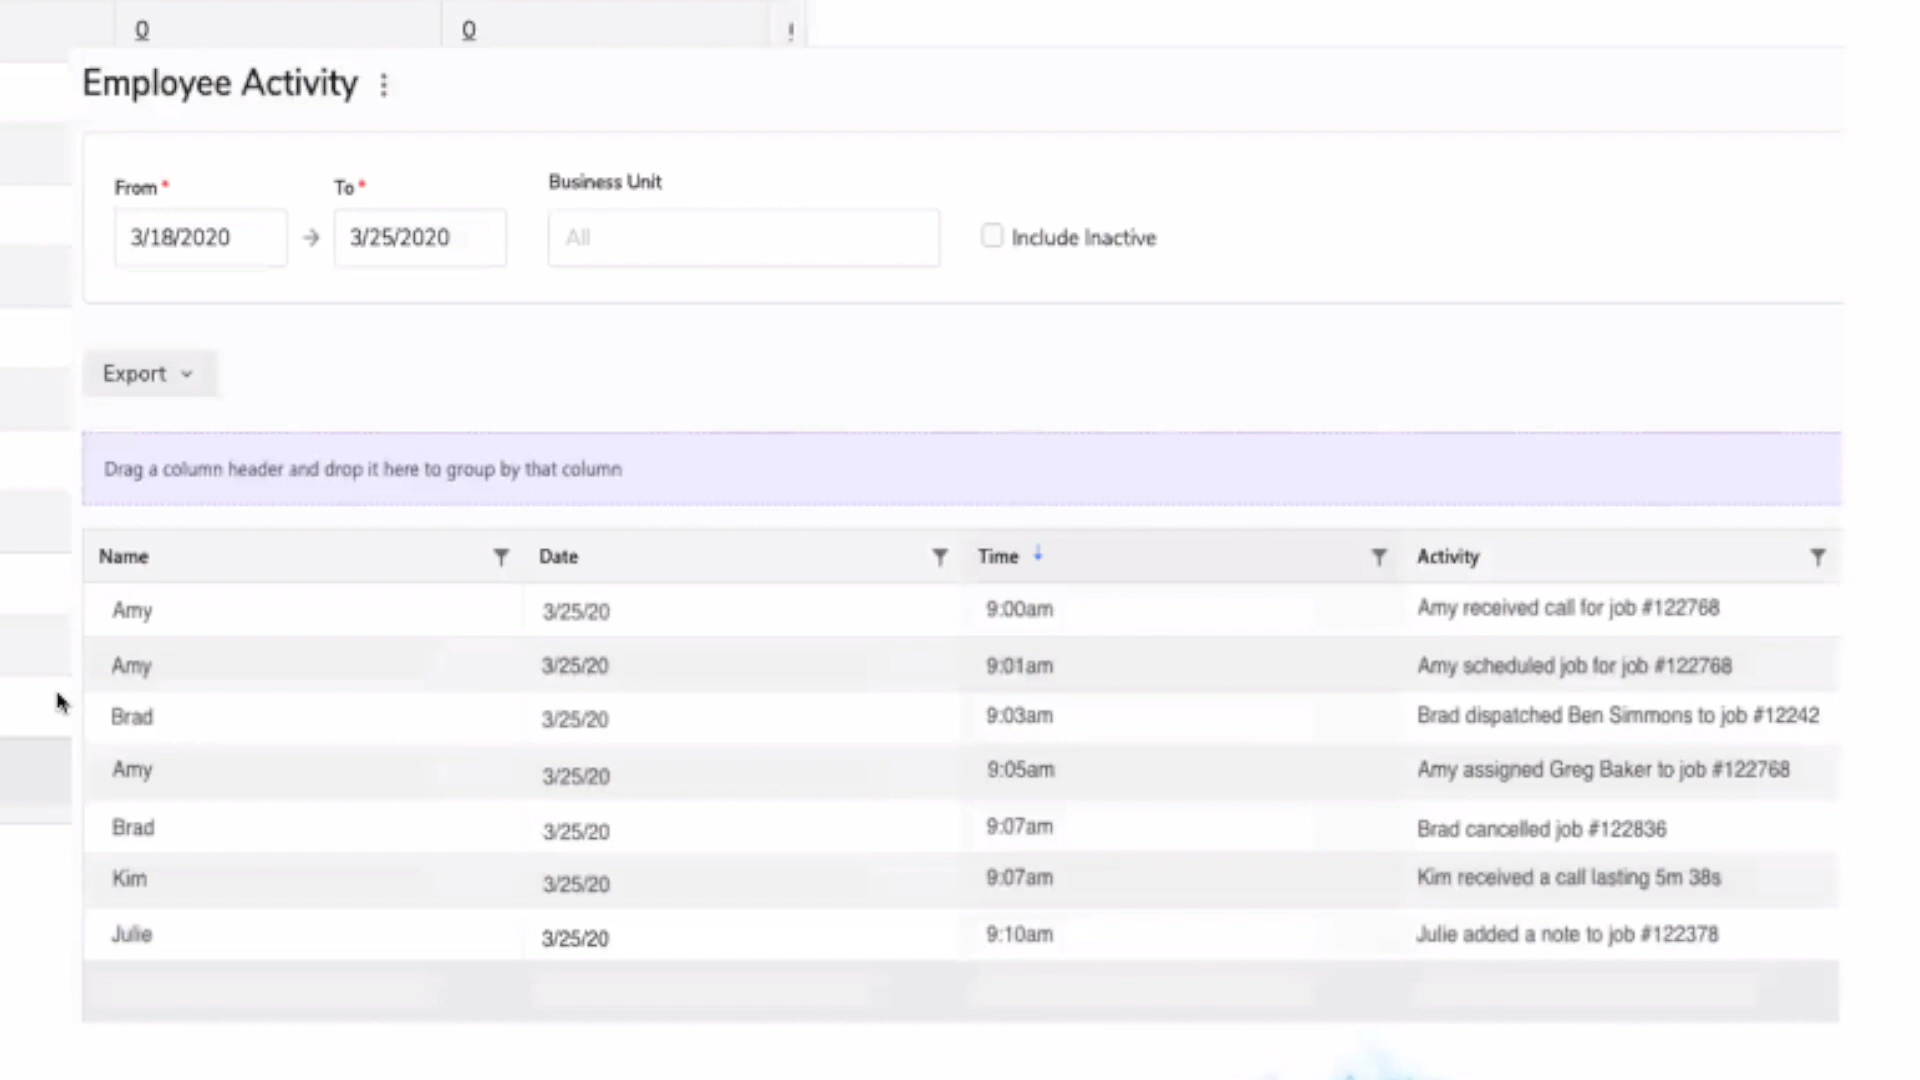 0 0
Employee Activity
From * To * Business Unit
3/18/2020 → 3/25/2020 All Include Inactive
Export
Drag a column header and drop it here to group by that column
Name Date Time ↓ Activity
Amy 3/25/20 9:00am Amy received call for job #122768
Amy 3/25/20 9:01am Amy scheduled job for job #122768
Brad 3/25/20 9:03am Brad dispatched Ben Simmons to job #12242
Amy 3/25/20 9:05am Amy assigned Greg Baker to job #122768
Brad 3/25/20 9:07am Brad cancelled job #122836
Kim 3/25/20 9:07am Kim received a call lasting 5m 38s
Julie 3/25/20 9:10am Julie added a note to job #122378